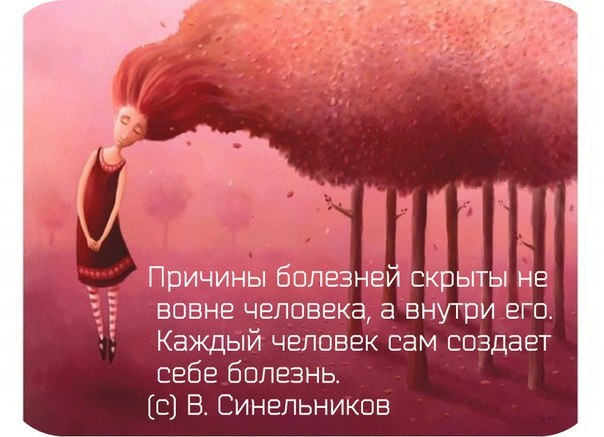 Причины болезней скрыты не
вовне человека, а внутри его.
Каждый человек сам создает
себе болезнь.
(с) В. Синельников